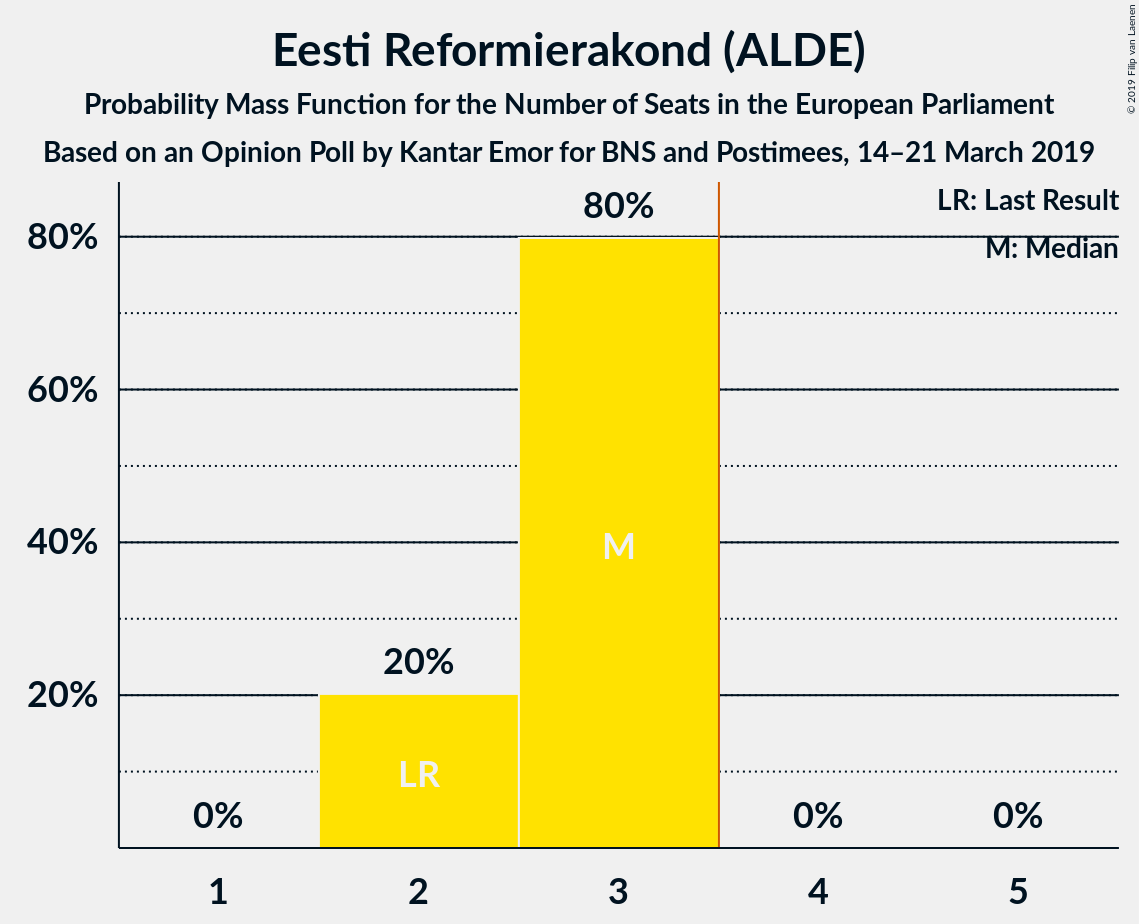 Eesti Reformierakond (ALDE)
Probability Mass Function for the Number of Seats in the European Parliament
Based on an Opinion Poll by Kantar Emor for BNS and Postimees, 14–21 March 2019
© 2019 Filip van Laenen
LR: Last Result
M: Median
80%
60%
40%
20%
0%
20%
80%
0%
0%
LR
M
1
2
3
4
5